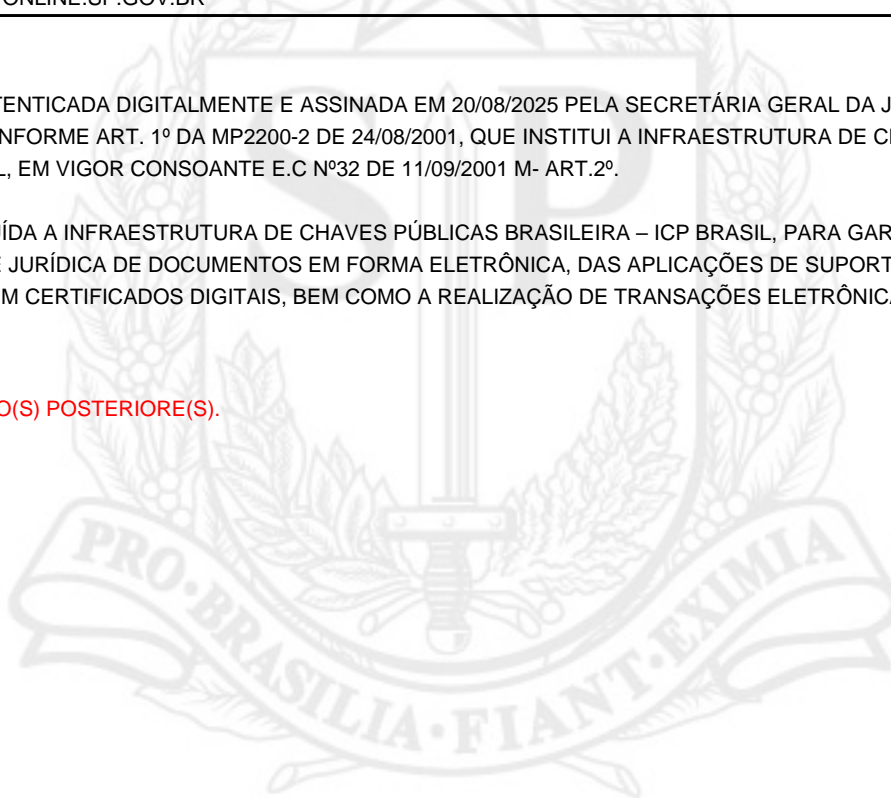 ONLINE.SP.GOV.BR
TENTICADA DIGITALMENTE E ASSINADA EM 20/08/2025 PELA SECRETÁRIA GERAL DA J
NFORME ART. 1º DA MP2200-2 DE 24/08/2001, QUE INSTITUI A INFRAESTRUTURA DE C
L, EM VIGOR CONSOANTE E.C Nº32 DE 11/09/2001 M- ART.2º.
ÍDA A INFRAESTRUTURA DE CHAVES PÚBLICAS BRASILEIRA – ICP BRASIL, PARA GAR
E JURÍDICA DE DOCUMENTOS EM FORMA ELETRÔNICA, DAS APLICAÇÕES DE SUPORT
M CERTIFICADOS DIGITAIS, BEM COMO A REALIZAÇÃO DE TRANSAÇÕES ELETRÔNICA
O(S) POSTERIORE(S).
SP
PRO·BRASILIA·FIANT·EXIMIA